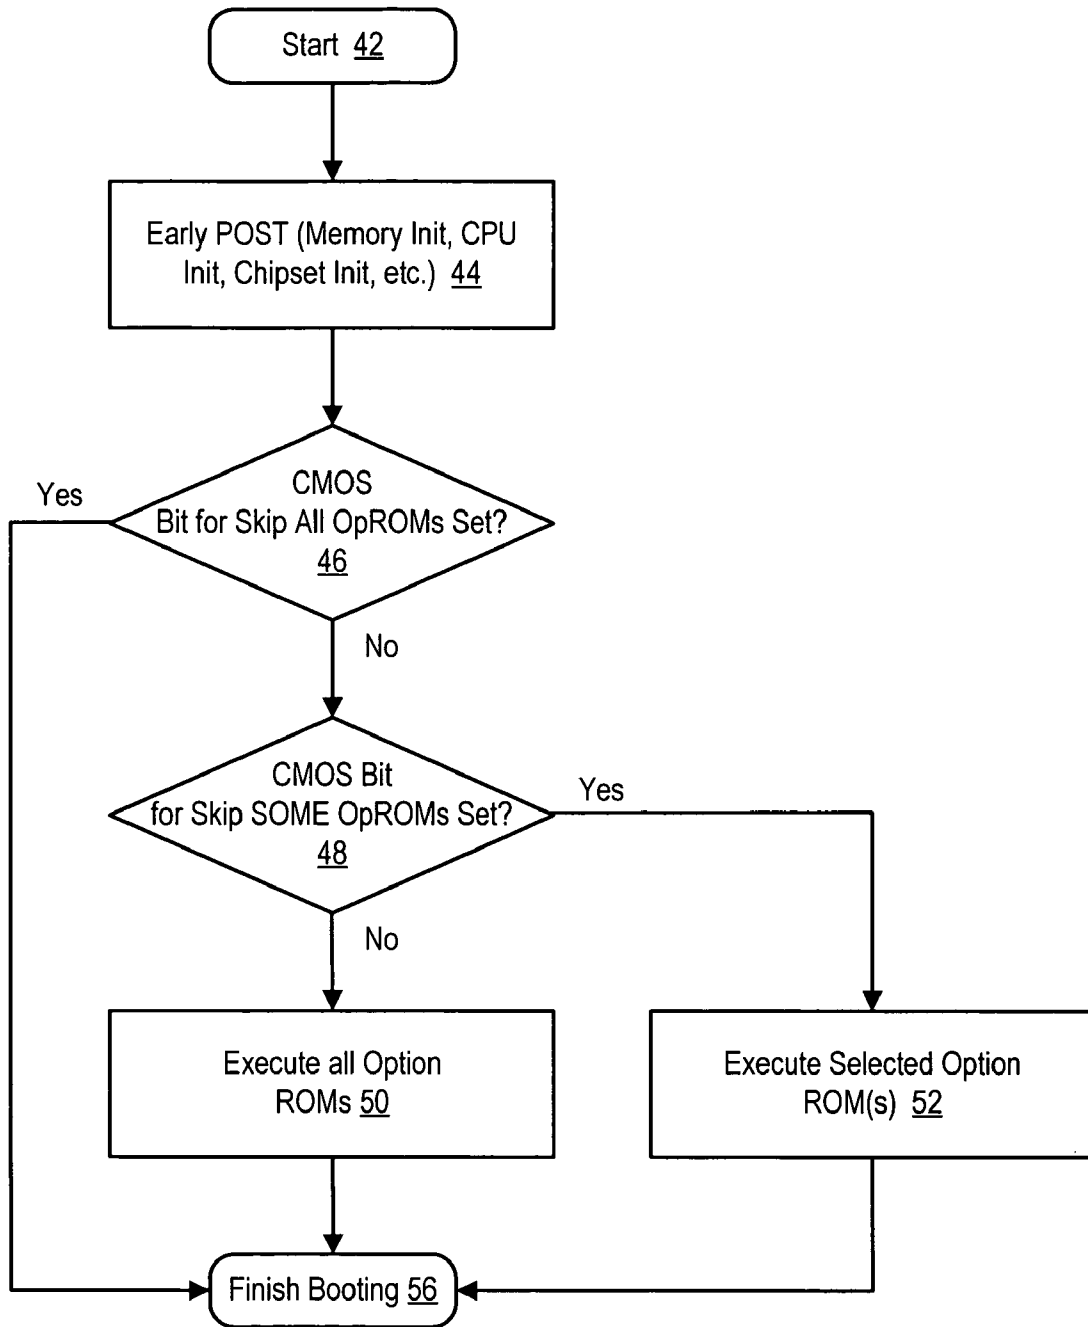 Start 42
Early POST (Memory Init, CPU
Init, Chipset Init, etc.) 44
Yes
CMOS
Bit for Skip All OpROMs Set?
46
No
CMOS Bit
for Skip SOME OpROMs Set?
48
Yes
No
Execute all Option
ROMs 50
Execute Selected Option
ROM(s) 52
Finish Booting 56